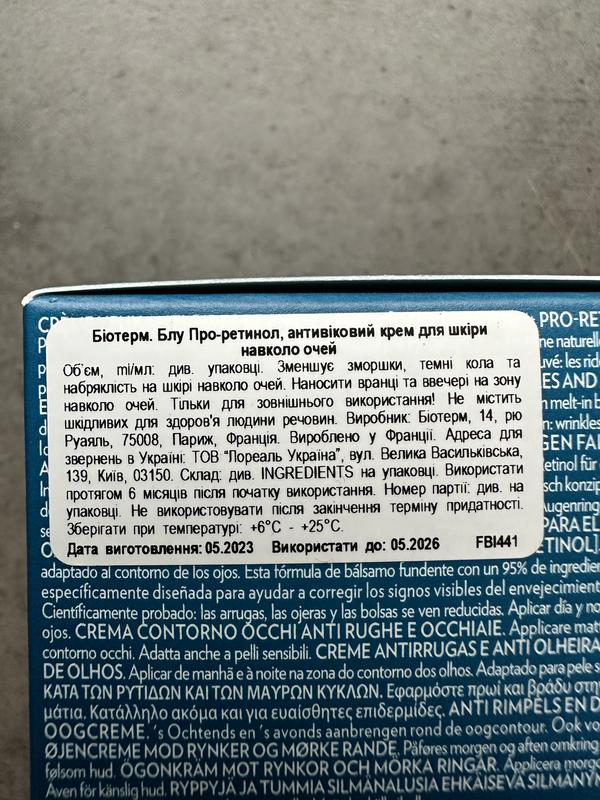 PRO-RE
Біотерм. Блу Про-ретинол, антивіковий крем для шкіри
навколо очей
Об'єм, ml/мл: див. упаковці. Зменшує зморшки, темні кола та
набряклість на шкірі навколо очей. Наносити вранці та ввечері на зону
навколо очей. Тільки для зовнішнього використання! Не містить
шкідливих для здоров'я людини речовин. Виробник: Біотерм, 14, рю
Руаяль, 75008, Париж, Франція. Вироблено у Франції. Адреса для
звернень в Україні: ТОВ "Лореаль Україна", вул. Велика Васильківська,
139, Київ, 03150. Склад: див. INGREDIENTS на упаковці. Використати
протягом 6 місяців після початку використання. Номер партії: див. на
упаковці. Не використовувати після закінчення терміну придатності.
Зберігати при температурі: +6°C - +25°C.
Дата виготовлення: 05.2023 Використати до: 05.2026 FBI441
adaptado al contorno de los ojos. Esta fórmula de bálsamo fundente con un 95% de ingredien
específicamente diseñada para ayudar a corregir los signos visibles del envejecimient
Científicamente probado: las arrugas, las ojeras y las bolsas se ven reducidas. Aplicar día y no
ojos. CREMA CONTORNO OCCHI ANTI RUGHE E OCCHIAIE. Applicare mat
contorno occhi. Adatta anche a pelli sensibili. CREME ANTIRRUGAS E ANTI OLHEIRA
DE OLHOS. Aplicar de manhã e à noite na zona do contorno dos olhos. Adaptado para pele s
ΚΑΤΑ ΤΩΝ ΡΥΤΙΔΩΝ ΚΑΙ ΤΩΝ ΜΑΥΡΩΝ ΚΥΚΛΩΝ. Εφαρμόστε πρωί και βράδυ στη
μάτια. Κατάλληλο ακόμα και για ευαίσθητες επιδερμίδες. ANTI RIMPELS EN D
OOGCREME. 's Ochtends en 's avonds aanbrengen rond de oogcontour. Ook vo
ØJENCREME MOD RYNKER OG MØRKE RANDE. Påføres morgen og aften omkring
følsom hud. ÖGONKRÄM MOT RYNKOR OCH MÖRKA RINGAR. Applicera morgo
Även för känslig hud. RYPPYJÄ JA TUMMIA SILMÄNALUSIA EHKÄISEVÄ SILMÄNYM